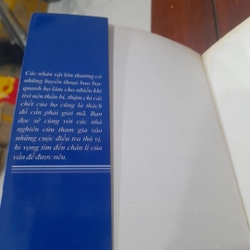 Các nhân vật lớn thường có
những huyền thoại bao bọc
quanh họ làm cho nhiều khi
trở nên thần bí, thậm chí cái
chết của họ cũng là thách
đố cần phải giải mã. Bạn
đọc sẽ cùng với các nhà
nghiên cứu tham gia vào
những cuộc điều tra thú vị,
hi vọng tìm đến chân lí của
vấn đề được nêu.